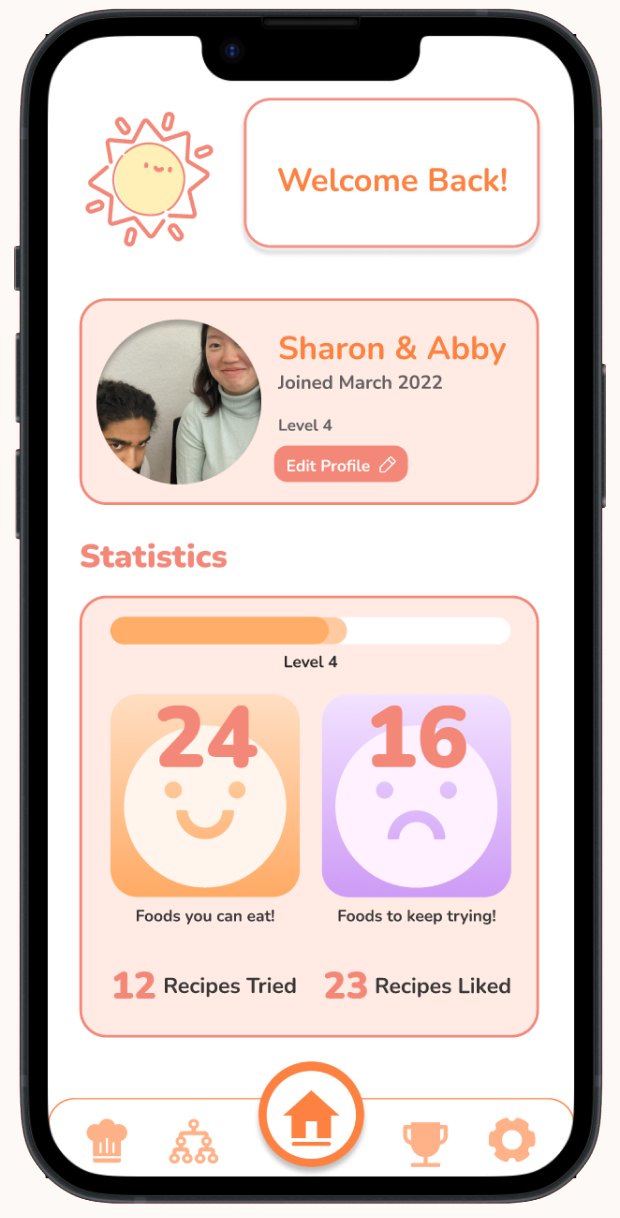 Welcome Back!
Sharon & Abby
Joined March 2022
Level 4
Edit Profile
Statistics
Level 4
24
16
Foods you can eat!
Foods to keep trying!
12 Recipes Tried
23 Recipes Liked